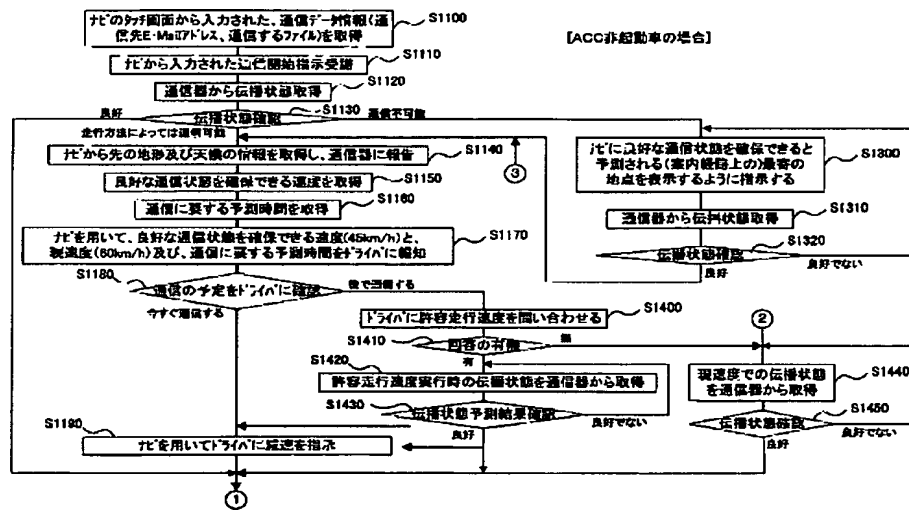 ナビのタッチ画面から入力された、通信データ情報(通
信先E-Mailアドレス、通信するファイル)を取得
S1100
[ACC非起動車の場合]
ナビから入力された通信開始指示受諾
S1110
通信器から伝播状態取得
S1120
伝播状態確認
S1130
良好
通信不可能
走行方法によっては通信可能
ナビから先の地形及び天候の情報を取得し、通信器に報告
S1140
③
良好な通信状態を確保できる速度を取得
S1150
通信に要する予測時間を取得
S1160
ナビを用いて、良好な通信状態を確保できる速度(45km/h)と、
現速度(60km/h)及び、通信に要する予測時間をドライバに報知
S1170
ナビに良好な通信状態を確保できると
予測される(案内経路上の)最寄の
地点を表示するように指示する
S1300
通信器から伝播状態取得
S1310
伝播状態確認
S1320
良好
良好でない
S1180
通信の予定をドライバに確認
後で通信する
今すぐ通信する
ドライバに許容走行速度を問い合わせる
S1400
S1410
回答の有無
無
有
②
S1420
許容走行速度実行時の伝播状態を通信器から取得
S1430
伝播状態予測結果確認
良好
良好でない
現速度での伝播状態
を通信器から取得
S1440
伝播状態確認
S1450
良好
良好でない
S1190
ナビを用いてドライバに減速を指示
①